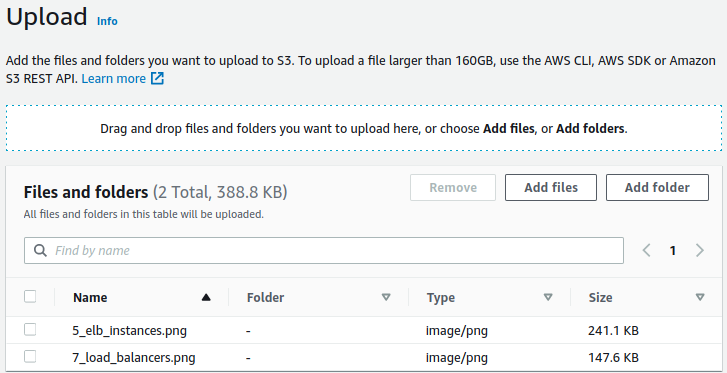 Upload Info
Add the files and folders you want to upload to S3. To upload a file larger than 160GB, use the AWS CLI, AWS SDK or Amazon
S3 REST API. Learn more
Drag and drop files and folders you want to upload here, or choose Add files, or Add folders.
Files and folders (2 Total, 388.8 KB)
Remove Add files Add folder
All files and folders in this table will be uploaded.
Find by name 1
Name Folder Type Size
5_elb_instances.png - image/png 241.1 KB
7_load_balancers.png - image/png 147.6 KB